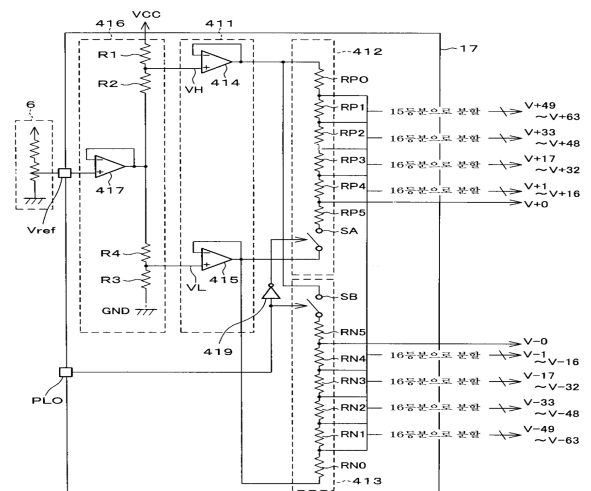 VCC
416
411
412
17
R1
R2
VH
414
RP0
6
RP1
15등분으로 분할
V+49
～V+63
RP2
16등분으로 분할
V+33
～V+48
RP3
16등분으로 분할
V+17
～V+32
417
RP4
16등분으로 분할
V+1
～V+16
V+0
Vref
RP5
SA
R4
R3
VL
415
GND
419
SB
RN5
V-0
RN4
16등분으로 분할
V-1
～V-16
PLO
RN3
16등분으로 분할
V-17
～V-32
RN2
16등분으로 분할
V-33
～V-48
RN1
16등분으로 분할
V-49
～V-63
RN0
413